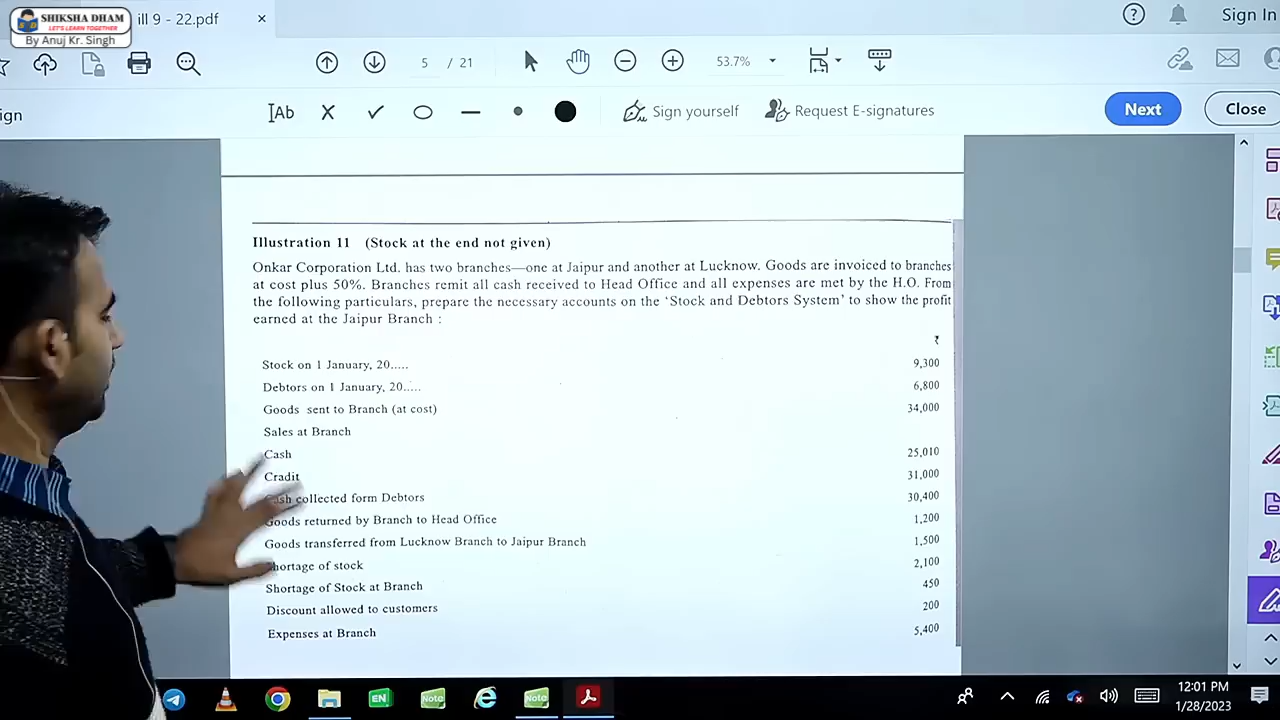 SHIKSHA DHAM
LET'S LEARN TOGETHER
By Anuj Kr. Singh
ill 9 - 22.pdf
×
Sign In
5 / 21
53.7%
ign
Ab
Sign yourself
Request E-signatures
Next
Close
Illustration 11 (Stock at the end not given)
Onkar Corporation Ltd. has two branches—one at Jaipur and another at Lucknow. Goods are invoiced to branches
at cost plus 50%. Branches remit all cash received to Head Office and all expenses are met by the H.O. From
the following particulars, prepare the necessary accounts on the ‘Stock and Debtors System’ to show the profit
earned at the Jaipur Branch :
₹
Stock on 1 January, 20..... 9,300
Debtors on 1 January, 20..... 6,800
Goods sent to Branch (at cost) 34,000
Sales at Branch
Cash 25,010
Cradit 31,000
Cash collected form Debtors 30,400
Goods returned by Branch to Head Office 1,200
Goods transferred from Lucknow Branch to Jaipur Branch 1,500
Shortage of stock 2,100
Shortage of Stock at Branch 450
Discount allowed to customers 200
Expenses at Branch 5,400
EN
Note
Note
12:01 PM
1/28/2023